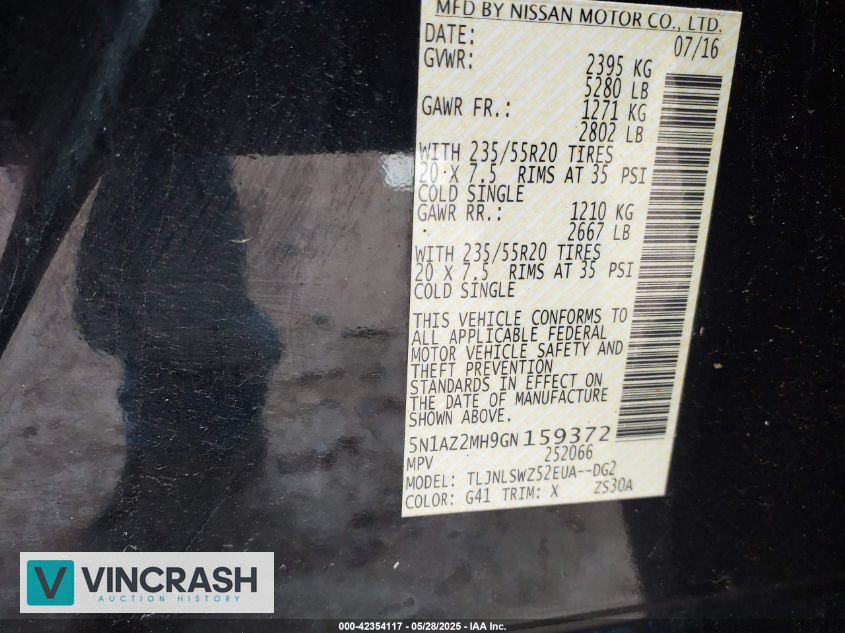 MFD BY NISSAN MOTOR CO., LTD.
DATE: 07/16
GVWR: 2395 KG
5280 LB
GAWR FR.: 1271 KG
2802 LB
WITH 235/55R20 TIRES
20 X 7.5 RIMS AT 35 PSI
COLD SINGLE
GAWR RR.: 1210 KG
2667 LB
WITH 235/55R20 TIRES
20 X 7.5 RIMS AT 35 PSI
COLD SINGLE
THIS VEHICLE CONFORMS TO
ALL APPLICABLE FEDERAL
MOTOR VEHICLE SAFETY AND
THEFT PREVENTION
STANDARDS IN EFFECT ON
THE DATE OF MANUFACTURE
SHOWN ABOVE.
5N1AZ2MH9GN159372
MPV 252066
MODEL: TLJNLSWZ52EUA--DG2
COLOR: G41 TRIM: X ZS30A
V VINCRASH
AUCTION HISTORY
000-42354117 - 05/28/2025 - IAA Inc.